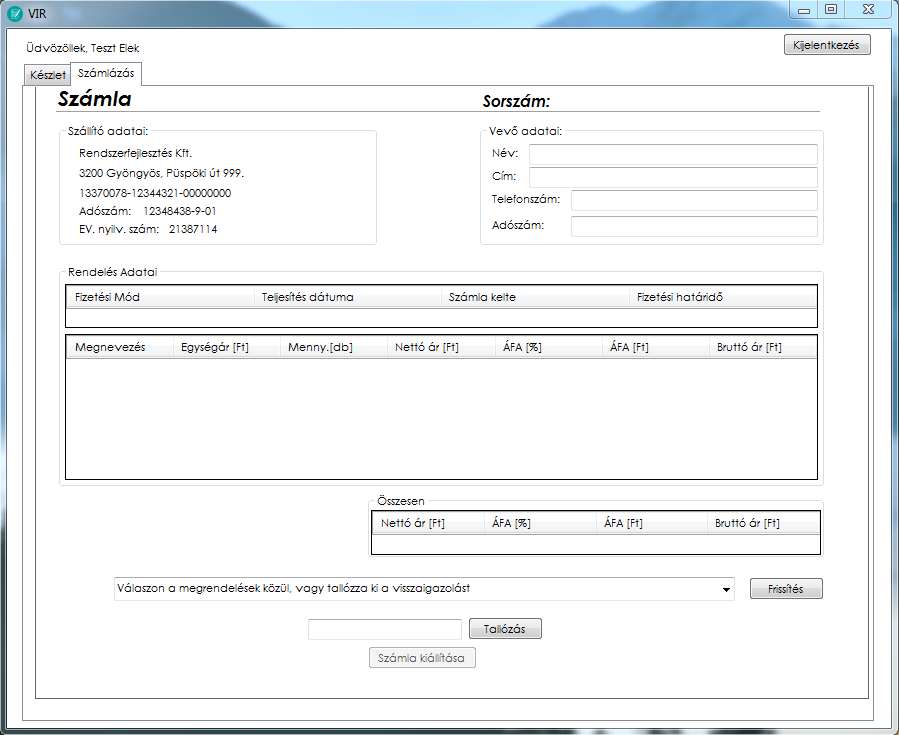 VIR
Üdvözöllek, Teszt Elek
Kijelentkezés
Készlet
Számlázás
Számla
Sorszám:
Szállító adatai:
Rendszerfejlesztés Kft.
3200 Gyöngyös, Püspöki út 999.
13370078-12344321-00000000
Adószám: 12348438-9-01
EV. nyilv. szám: 21387114
Vevő adatai:
Név:
Cím:
Telefonszám:
Adószám:
Rendelés Adatai
Fizetési Mód Teljesítés dátuma Számla kelte Fizetési határidő
Megnevezés Egységár [Ft] Menny.[db] Nettó ár [Ft] ÁFA [%] ÁFA [Ft] Bruttó ár [Ft]
Összesen
Nettó ár [Ft] ÁFA [%] ÁFA [Ft] Bruttó ár [Ft]
Válaszon a megrendelések közül, vagy tallózza ki a visszaigazolást
Frissítés
Tallózás
Számla kiállítása